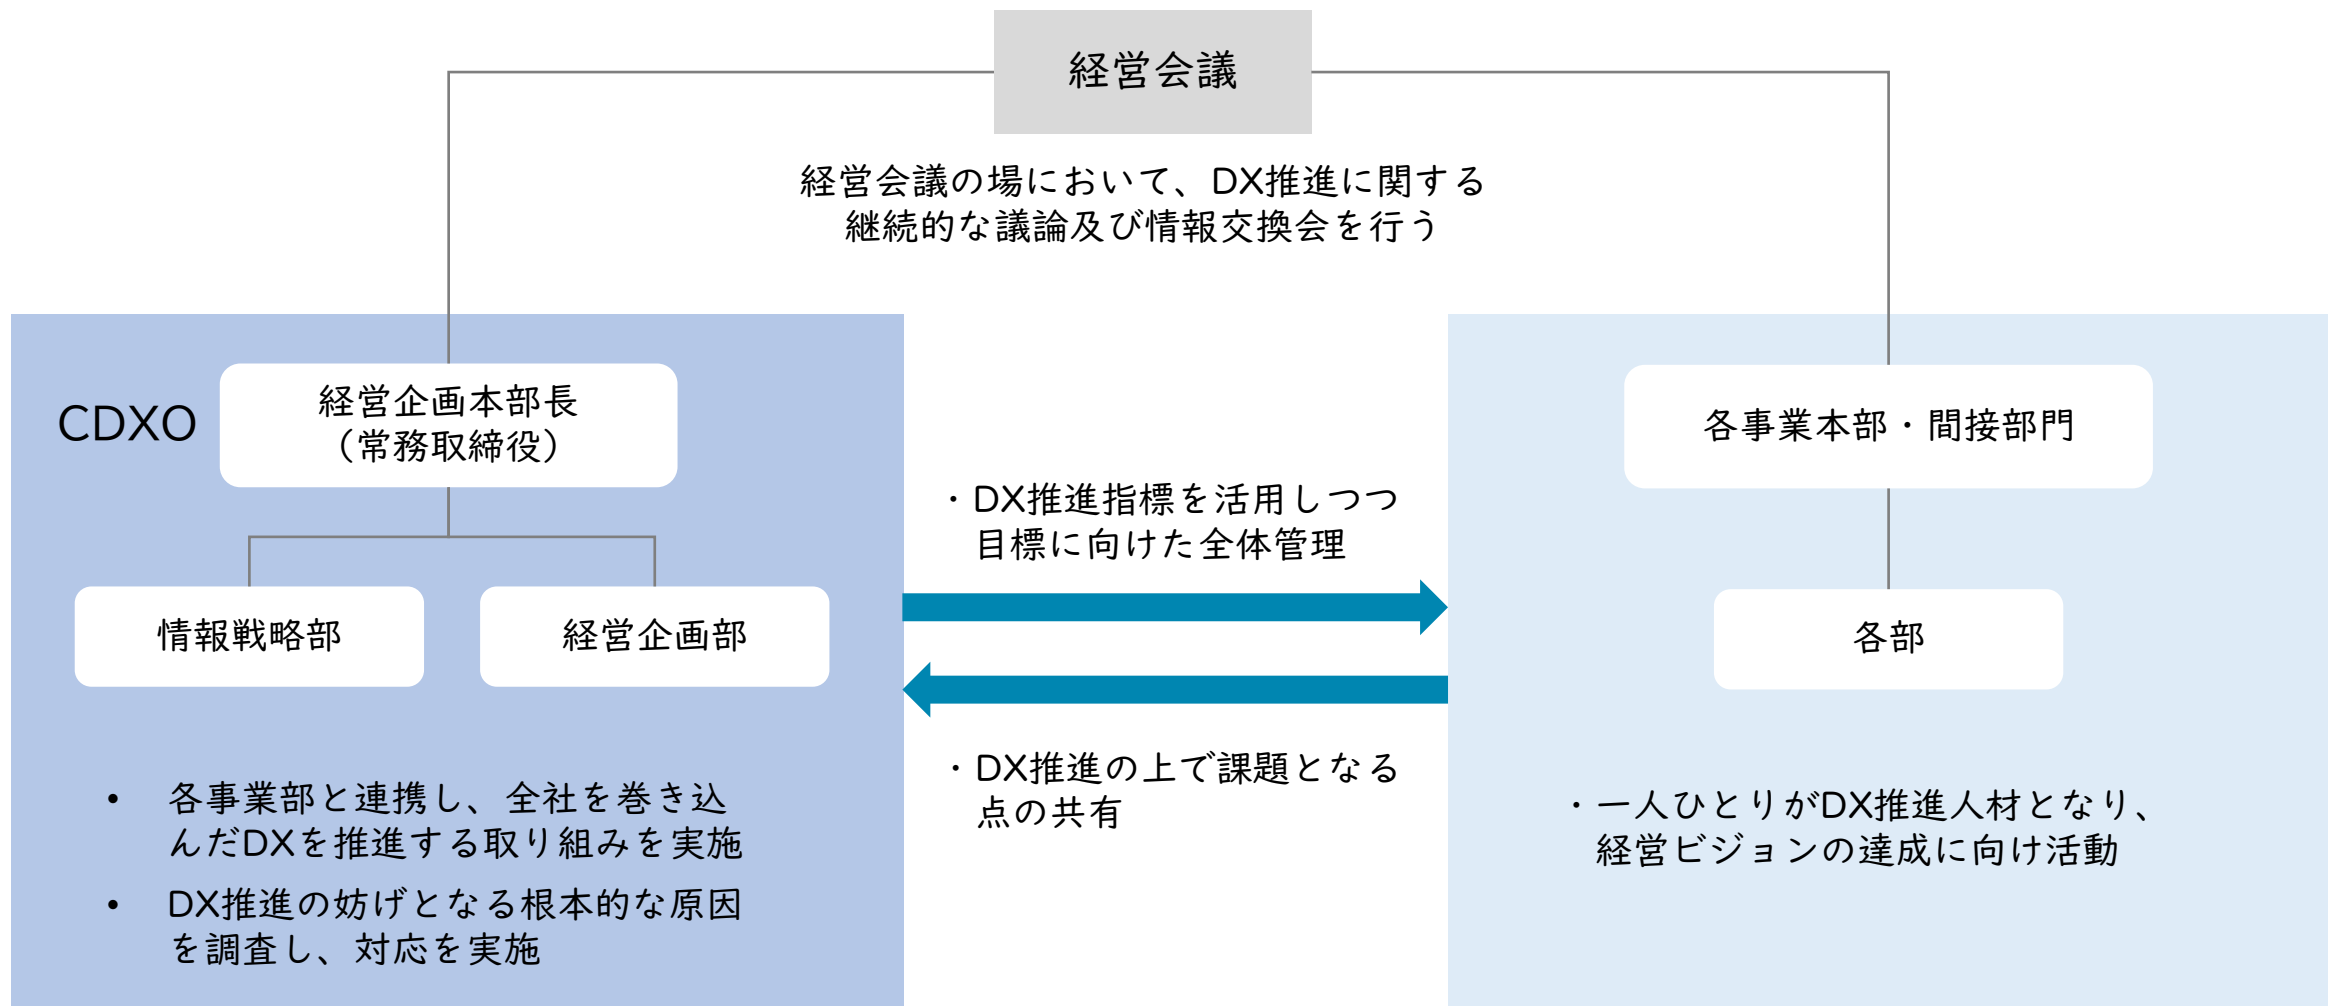 経営会議
経営会議の場において、DX推進に関する
継続的な議論及び情報交換会を行う
CDXO
経営企画本部長
（常務取締役）
情報戦略部
経営企画部
• 各事業部と連携し、全社を巻き込
んだDXを推進する取り組みを実施
• DX推進の妨げとなる根本的な原因
を調査し、対応を実施
・DX推進指標を活用しつつ
目標に向けた全体管理
・DX推進の上で課題となる
点の共有
各事業本部・間接部門
各部
・一人ひとりがDX推進人材となり、
経営ビジョンの達成に向け活動